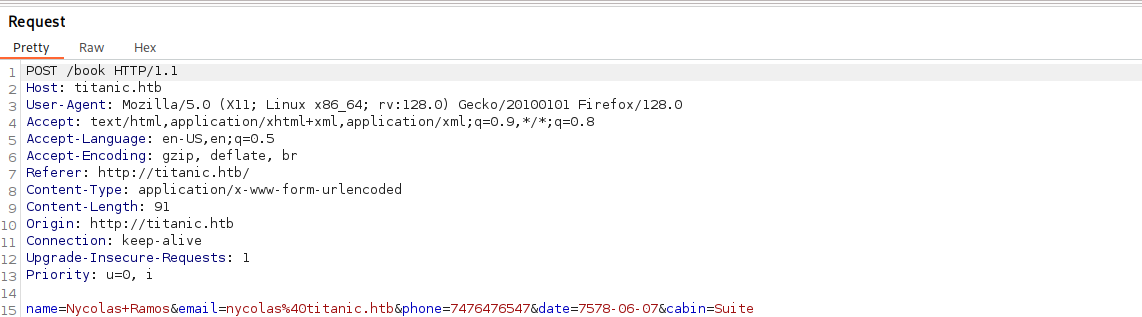 Request
Pretty Raw Hex
1 POST /book HTTP/1.1
2 Host: titanic.htb
3 User-Agent: Mozilla/5.0 (X11; Linux x86_64; rv:128.0) Gecko/20100101 Firefox/128.0
4 Accept: text/html,application/xhtml+xml,application/xml;q=0.9,*/*;q=0.8
5 Accept-Language: en-US,en;q=0.5
6 Accept-Encoding: gzip, deflate, br
7 Referer: http://titanic.htb/
8 Content-Type: application/x-www-form-urlencoded
9 Content-Length: 91
10 Origin: http://titanic.htb
11 Connection: keep-alive
12 Upgrade-Insecure-Requests: 1
13 Priority: u=0, i
14
15 name=Nycolas+Ramos&email=nycolas%40titanic.htb&phone=7476476547&date=7578-06-07&cabin=Suite